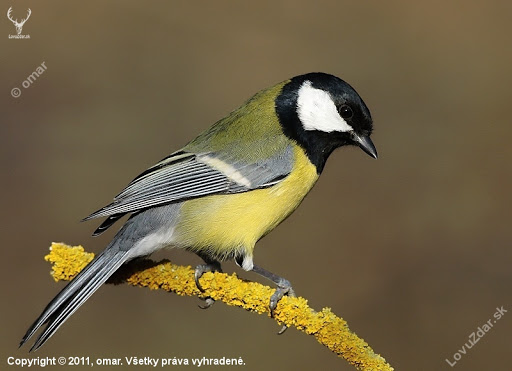 LovuZdar.sk
© omar
LovuZdar.sk
Copyright © 2011, omar. Všetky práva vyhradené.